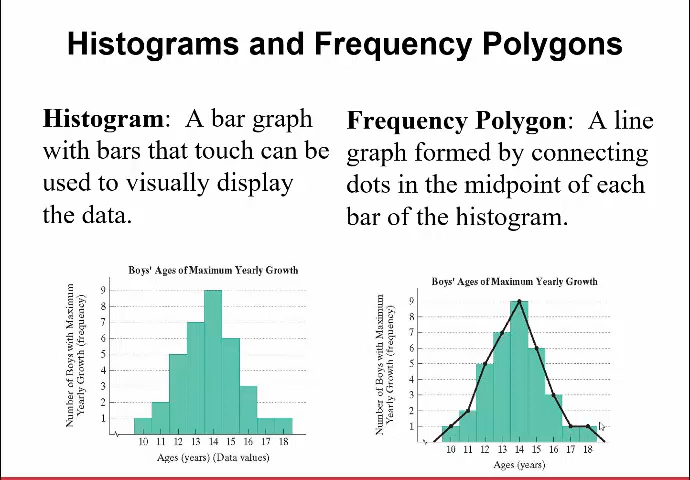 Histograms and Frequency Polygons
Histogram: A bar graph
with bars that touch can be
used to visually display
the data.
Frequency Polygon: A line
graph formed by connecting
dots in the midpoint of each
bar of the histogram.
Boys' Ages of Maximum Yearly Growth
Number of Boys with Maximum
Yearly Growth (frequency)
9
8
7
6
5
4
3
2
1
10 11 12 13 14 15 16 17 18
Ages (years) (Data values)
Boys' Ages of Maximum Yearly Growth
Number of Boys with Maximum
Yearly Growth (frequency)
9
8
7
6
5
4
3
2
1
10 11 12 13 14 15 16 17 18
Ages (years)